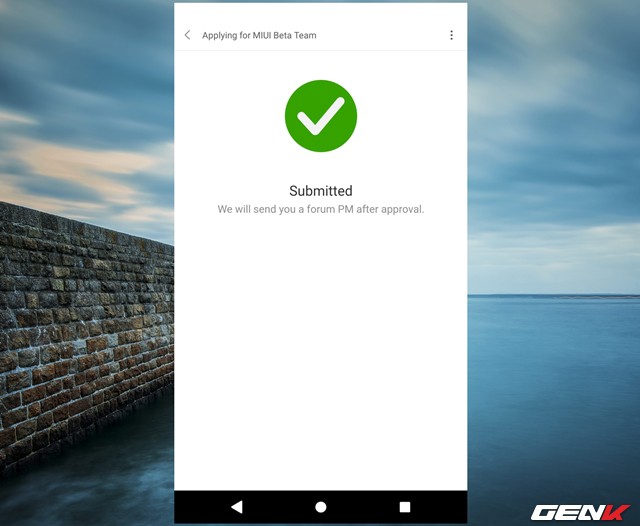 Applying for MIUI Beta Team
Submitted
We will send you a forum PM after approval.
GENK